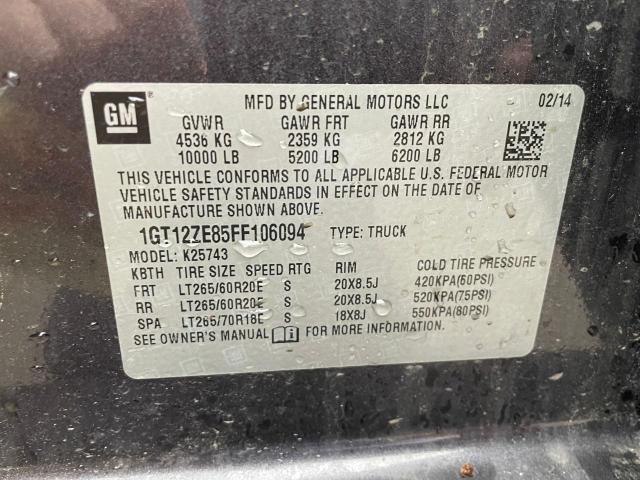 GM
MFD BY GENERAL MOTORS LLC 02/14
GVWR GAWR FRT GAWR RR
4536 KG 2359 KG 2812 KG
10000 LB 5200 LB 6200 LB
THIS VEHICLE CONFORMS TO ALL APPLICABLE U.S. FEDERAL MOTOR
VEHICLE SAFETY STANDARDS IN EFFECT ON THE DATE OF
MANUFACTURE SHOWN ABOVE.
1GT12ZE85FF106094 TYPE: TRUCK
MODEL: K25743
KBTH TIRE SIZE SPEED RTG RIM COLD TIRE PRESSURE
FRT LT265/60R20E S 20X8.5J 420KPA(60PSI)
RR LT265/60R20E S 20X8.5J 520KPA(75PSI)
SPA LT265/70R18E S 18X8J 550KPA(80PSI)
SEE OWNER'S MANUAL FOR MORE INFORMATION.